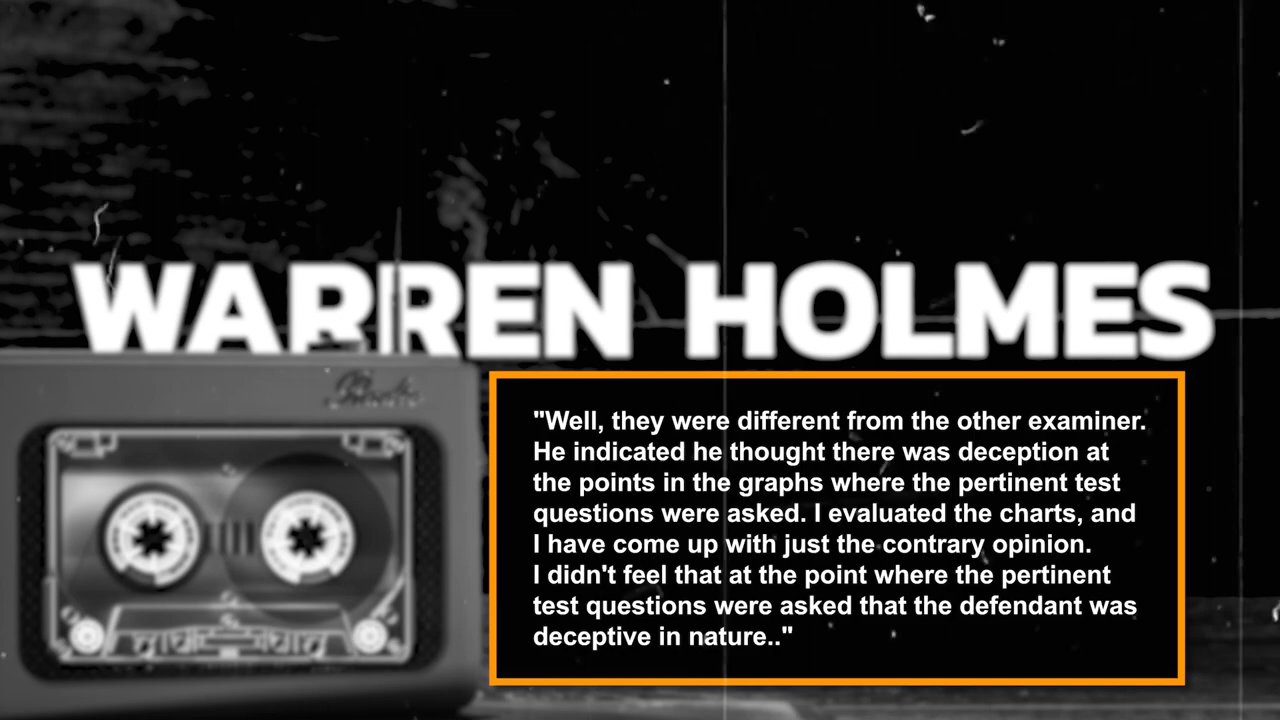 WARREN HOLMES
"Well, they were different from the other examiner.
He indicated he thought there was deception at
the points in the graphs where the pertinent test
questions were asked. I evaluated the charts, and
I have come up with just the contrary opinion.
I didn't feel that at the point where the pertinent
test questions were asked that the defendant was
deceptive in nature.."